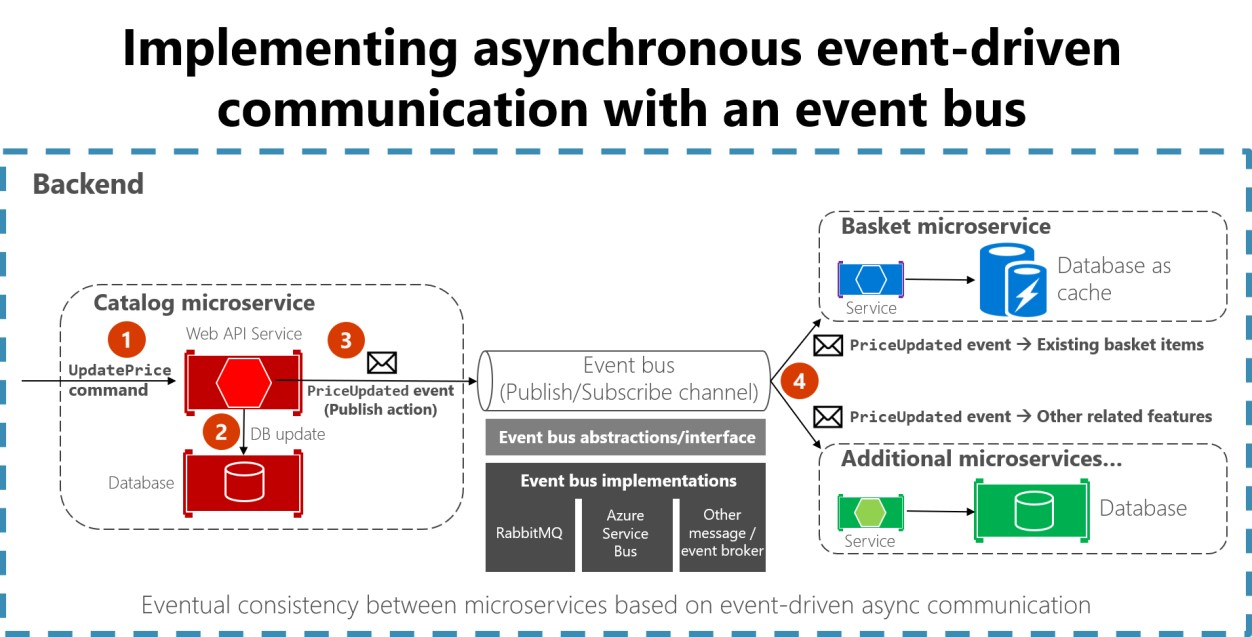 Implementing asynchronous event-driven
communication with an event bus
Backend
Catalog microservice
1
Web API Service
3
UpdatePrice
command
PriceUpdated event
(Publish action)
2
DB update
Database
Event bus
(Publish/Subscribe channel)
Event bus abstractions/interface
Event bus implementations
RabbitMQ
Azure
Service
Bus
Other
message /
event broker
4
Basket microservice
Service
Database as
cache
PriceUpdated event → Existing basket items
PriceUpdated event → Other related features
Additional microservices...
Service
Database
Eventual consistency between microservices based on event-driven async communication